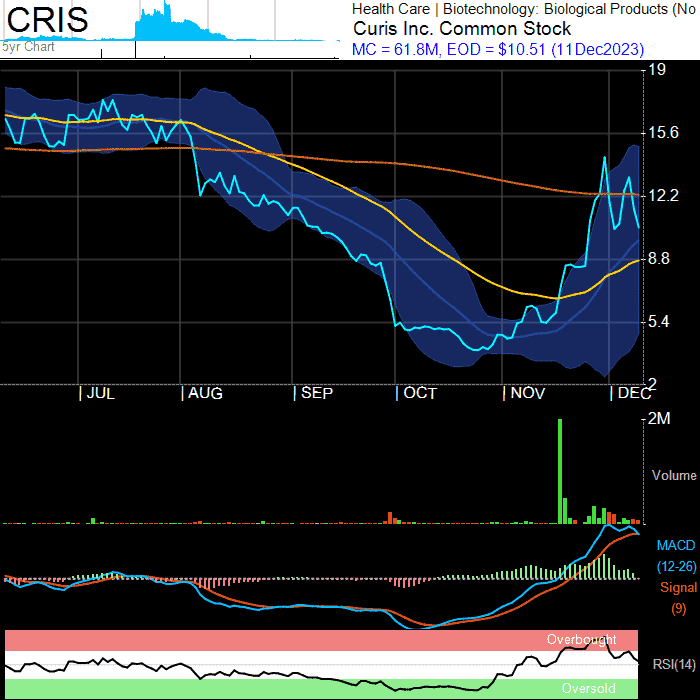 CRIS
Health Care | Biotechnology: Biological Products (No
Curis Inc. Common Stock
5yr Chart
MC = 61.8M, EOD = $10.51 (11Dec2023)
19
15.6
12.2
8.8
5.4
2
JUL
AUG
SEP
OCT
NOV
DEC
2M
Volume
MACD
(12-26)
Signal
(9)
Overbought
RSI(14)
Oversold